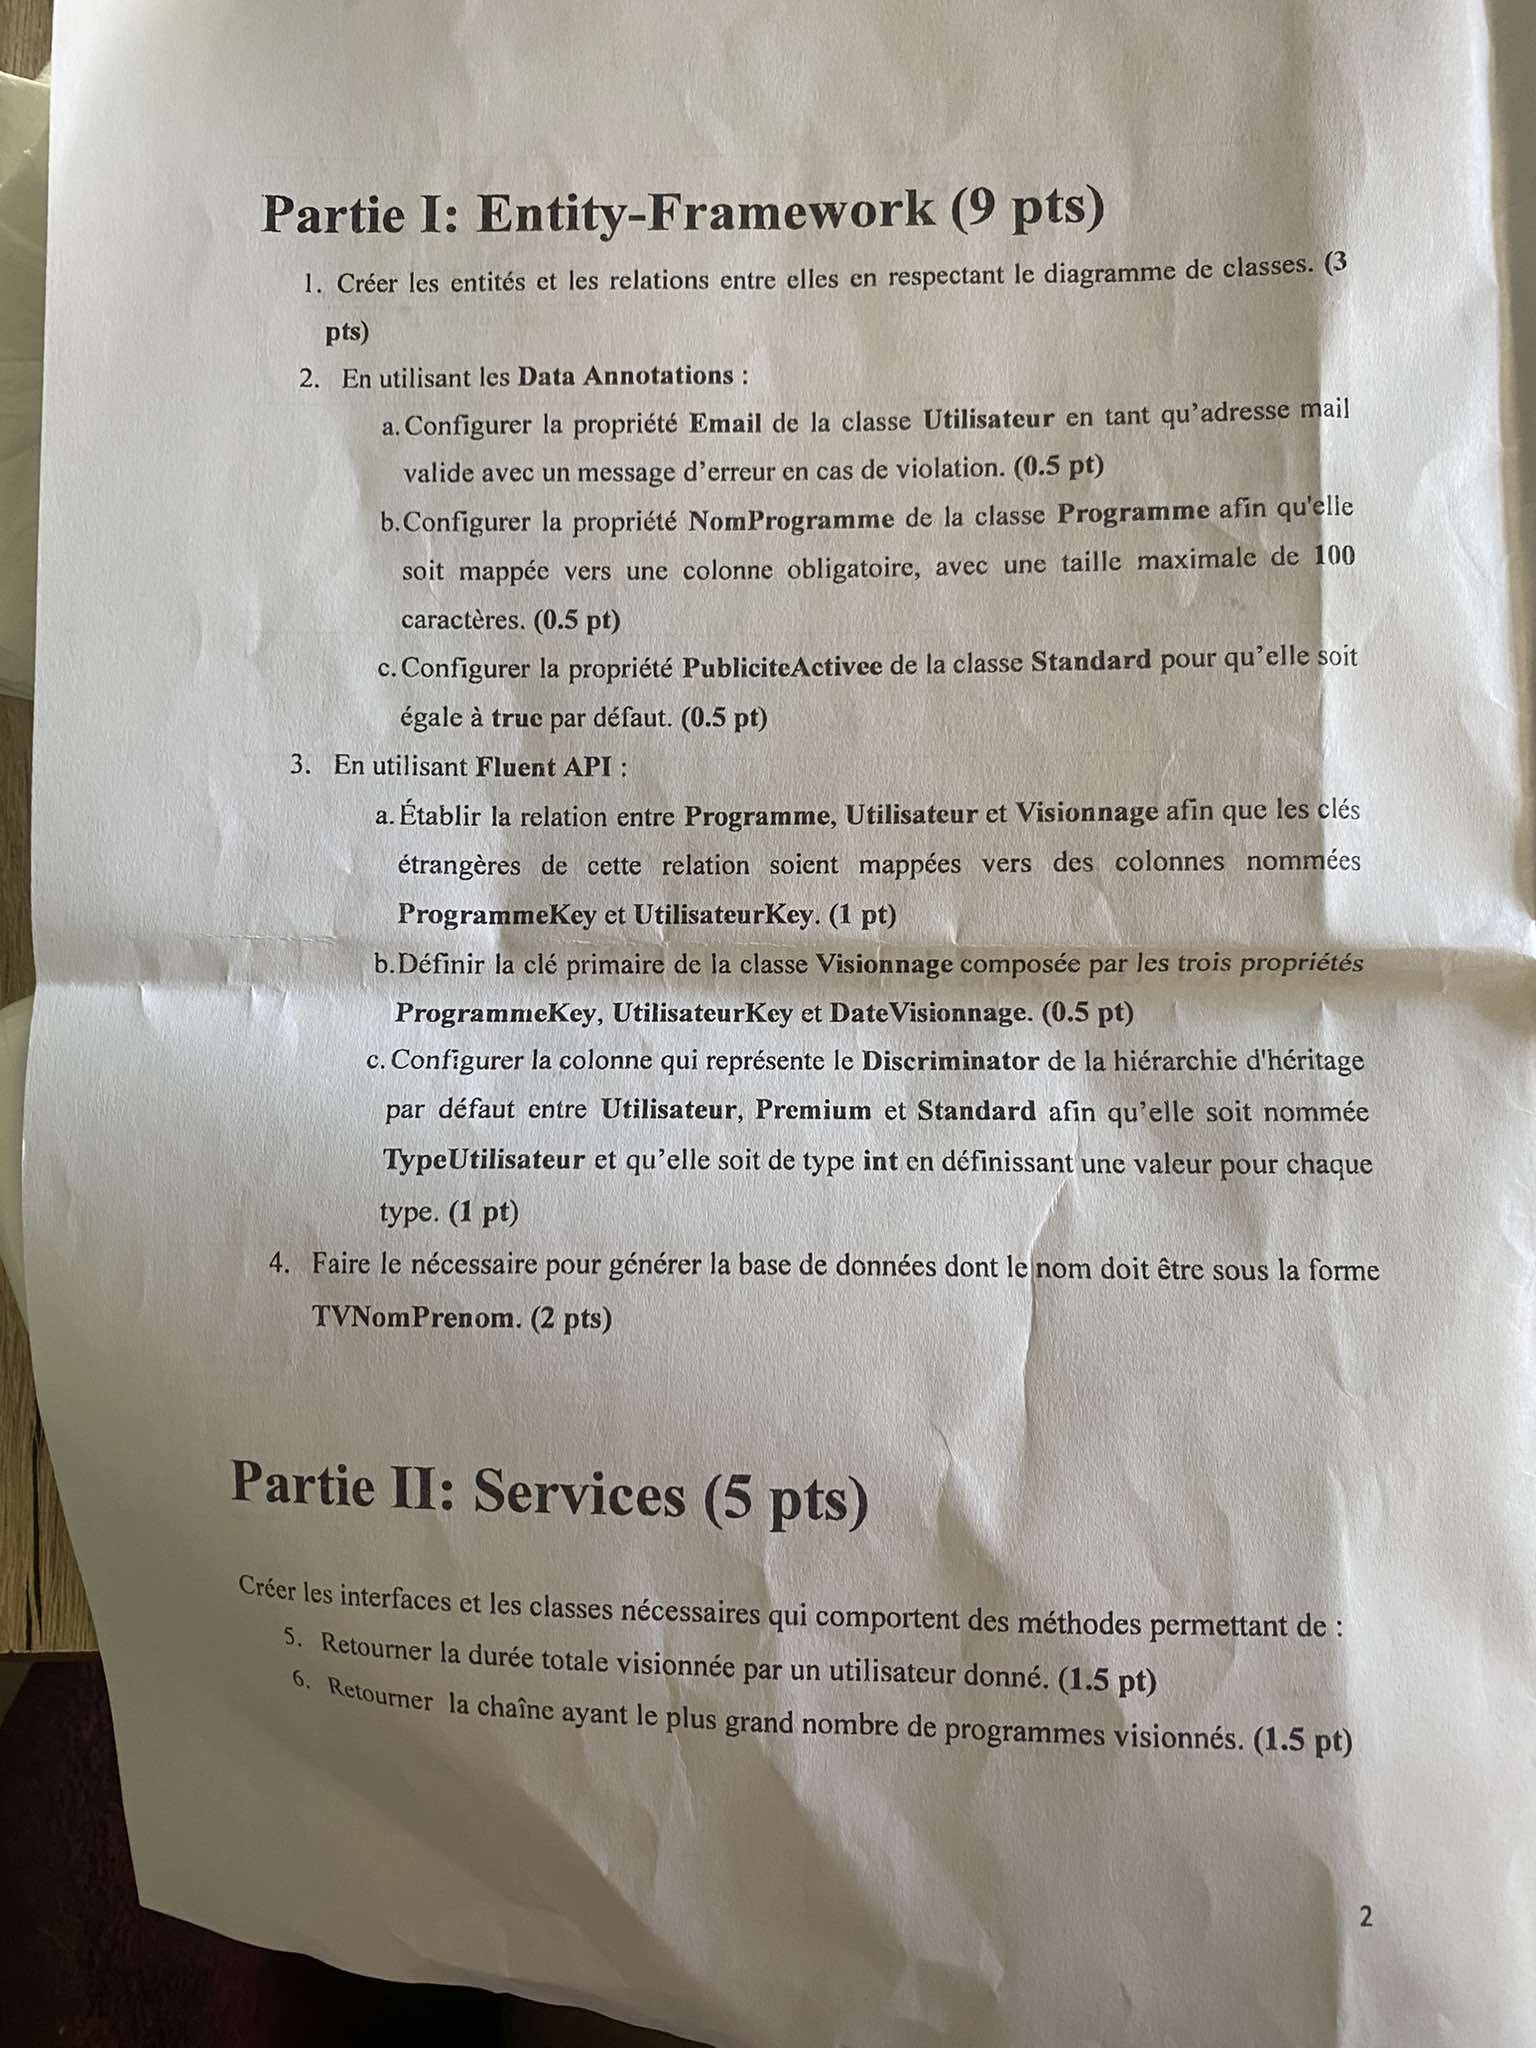 Partie I: Entity-Framework (9 pts)
1. Créer les entités et les relations entre elles en respectant le diagramme de classes. (3
pts)
2. En utilisant les Data Annotations :
a. Configurer la propriété Email de la classe Utilisateur en tant qu'adresse mail
valide avec un message d'erreur en cas de violation. (0.5 pt)
b. Configurer la propriété NomProgramme de la classe Programme afin qu'elle
soit mappée vers une colonne obligatoire, avec une taille maximale de 100
caractères. (0.5 pt)
c. Configurer la propriété PubliciteActivee de la classe Standard pour qu'elle soit
égale à true par défaut. (0.5 pt)
3. En utilisant Fluent API :
a. Établir la relation entre Programme, Utilisateur et Visionnage afin que les clés
étrangères de cette relation soient mappées vers des colonnes nommées
ProgrammeKey et UtilisateurKey. (1 pt)
b. Définir la clé primaire de la classe Visionnage composée par les trois propriétés
ProgrammeKey, UtilisateurKey et DateVisionnage. (0.5 pt)
c. Configurer la colonne qui représente le Discriminator de la hiérarchie d'héritage
par défaut entre Utilisateur, Premium et Standard afin qu'elle soit nommée
TypeUtilisateur et qu'elle soit de type int en définissant une valeur pour chaque
type. (1 pt)
4. Faire le nécessaire pour générer la base de données dont le nom doit être sous la forme
TVNomPrenom. (2 pts)
Partie II: Services (5 pts)
Créer les interfaces et les classes nécessaires qui comportent des méthodes permettant de :
5. Retourner la durée totale visionnée par un utilisateur donné. (1.5 pt)
6. Retourner la chaîne ayant le plus grand nombre de programmes visionnés. (1.5 pt)
2